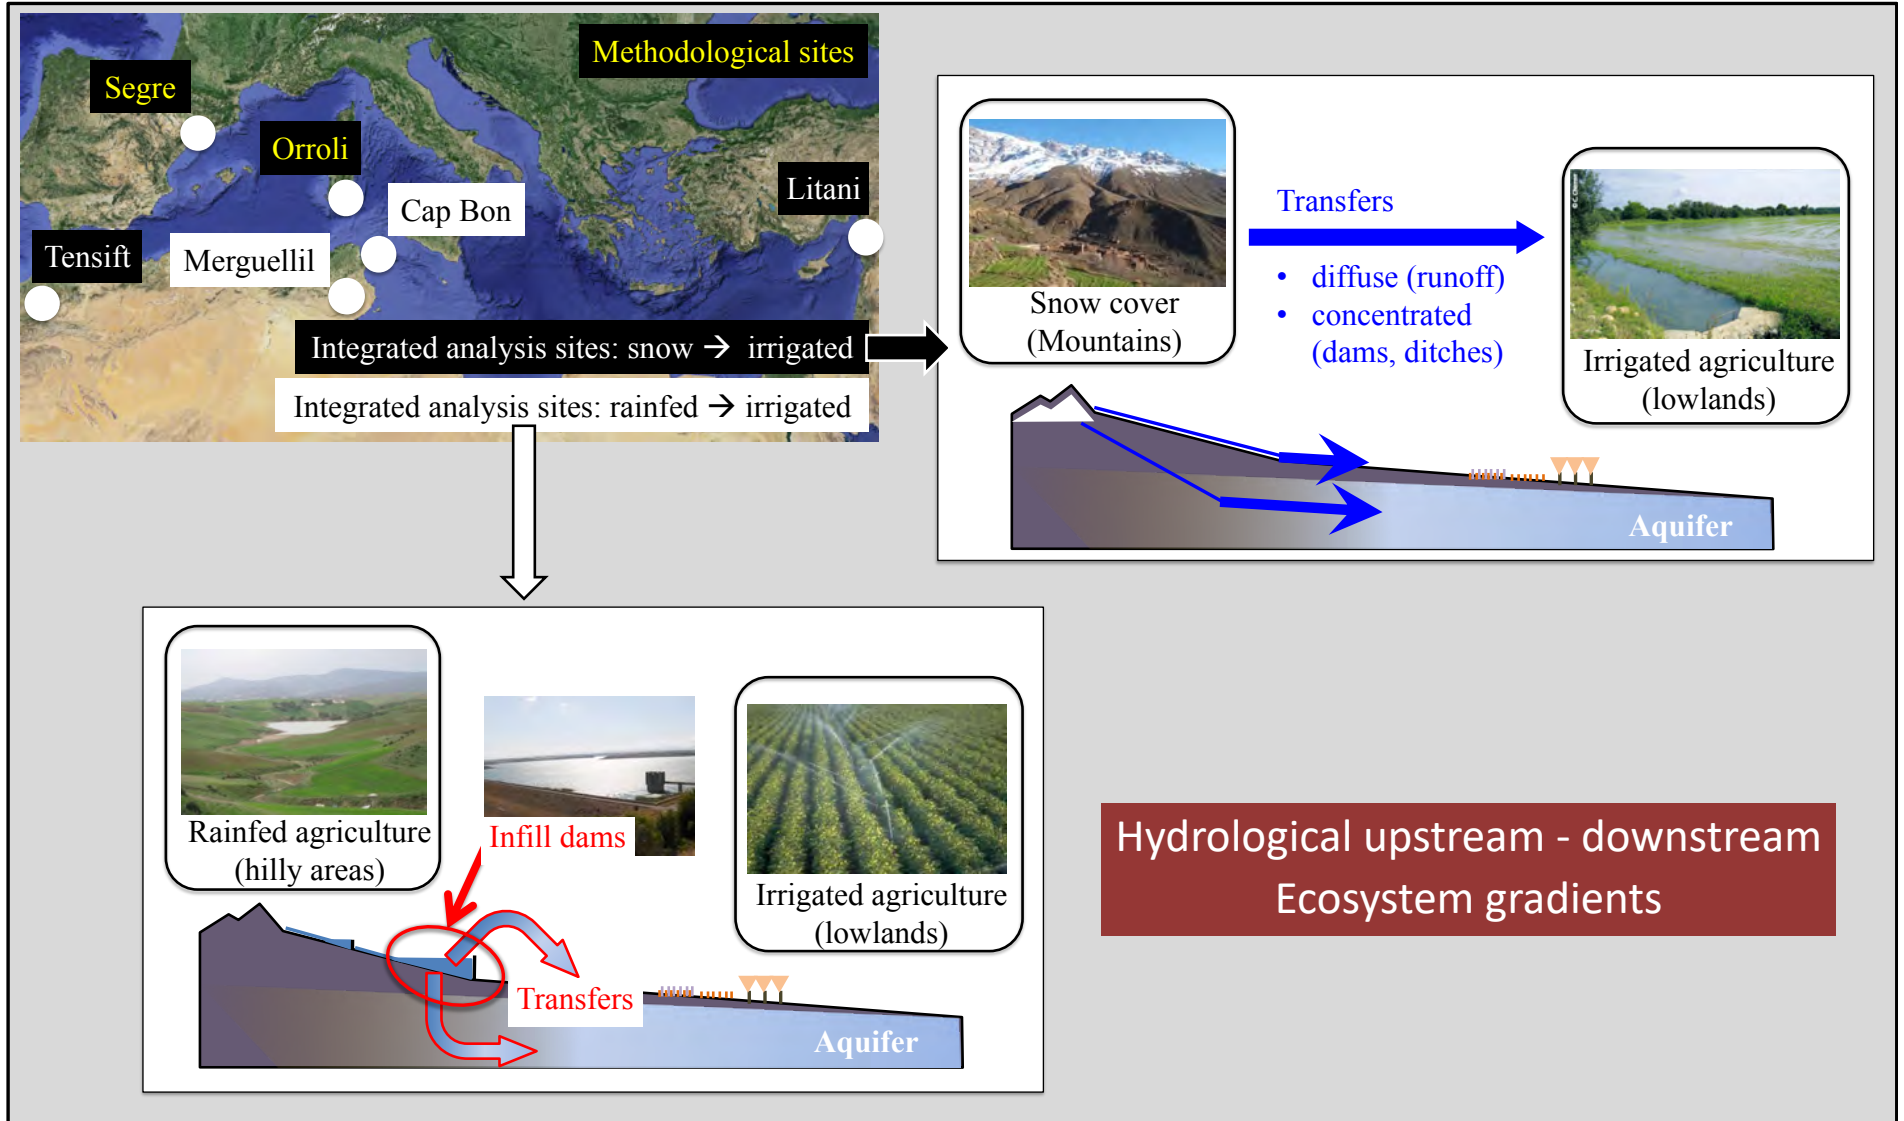 Methodological sites
Segre
Orroli
Cap Bon
Litani
Tensift
Merguellil
Integrated analysis sites: snow → irrigated
Integrated analysis sites: rainfed → irrigated
Snow cover
(Mountains)
Transfers
• diffuse (runoff)
• concentrated
(dams, ditches)
Irrigated agriculture
(lowlands)
Aquifer
Rainfed agriculture
(hilly areas)
Infill dams
Irrigated agriculture
(lowlands)
Transfers
Aquifer
Hydrological upstream - downstream
Ecosystem gradients